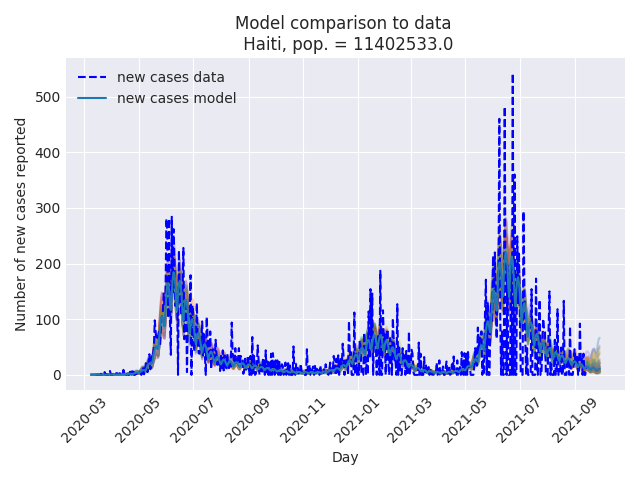 Model comparison to data
Haiti, pop. = 11402533.0
new cases data
new cases model
Number of new cases reported
500
400
300
200
100
0
2020-03
2020-05
2020-07
2020-09
2020-11
2021-01
2021-03
2021-05
2021-07
2021-09
Day